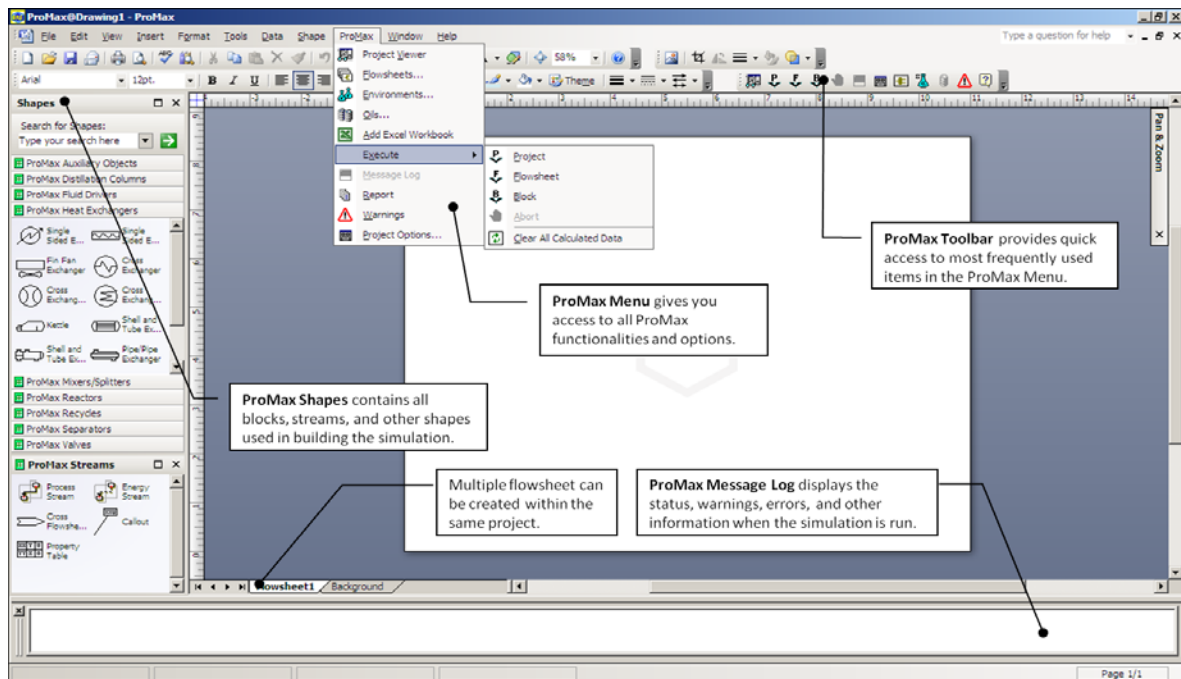 ProMax@Drawing1 - ProMax
File Edit View Insert Format Tools Data Shape ProMax Window Help
Type a question for help
58%
Arial 12pt. B I U Theme
Shapes
Search for Shapes:
Type your search here
ProMax Auxiliary Objects
ProMax Distillation Columns
ProMax Fluid Drivers
ProMax Heat Exchangers
Single Sided E...
Single Sided E...
Fin Fan Exchanger
Cross Exchanger
Cross Exchang...
Cross Exchang...
Kettle
Shell and Tube Ex...
Shell and Tube Ex...
Pipe/Pipe Exchanger
ProMax Mixers/Splitters
ProMax Reactors
ProMax Recycles
ProMax Separators
ProMax Valves
ProMax Streams
Process Stream
Energy Stream
Cross Flowshe...
Callout
Property Table
Project Viewer
Flowsheets...
Environments...
Oils...
Add Excel Workbook
Execute
Message Log
Report
Warnings
Project Options...
Project
Flowsheet
Block
Abort
Clear All Calculated Data
Pan & Zoom
ProMax Toolbar provides quick
access to most frequently used
items in the ProMax Menu.
ProMax Menu gives you
access to all ProMax
functionalities and options.
ProMax Shapes contains all
blocks, streams, and other shapes
used in building the simulation.
Multiple flowsheet can
be created within the
same project.
ProMax Message Log displays the
status, warnings, errors, and other
information when the simulation is run.
Flowsheet1 Background
Page 1/1